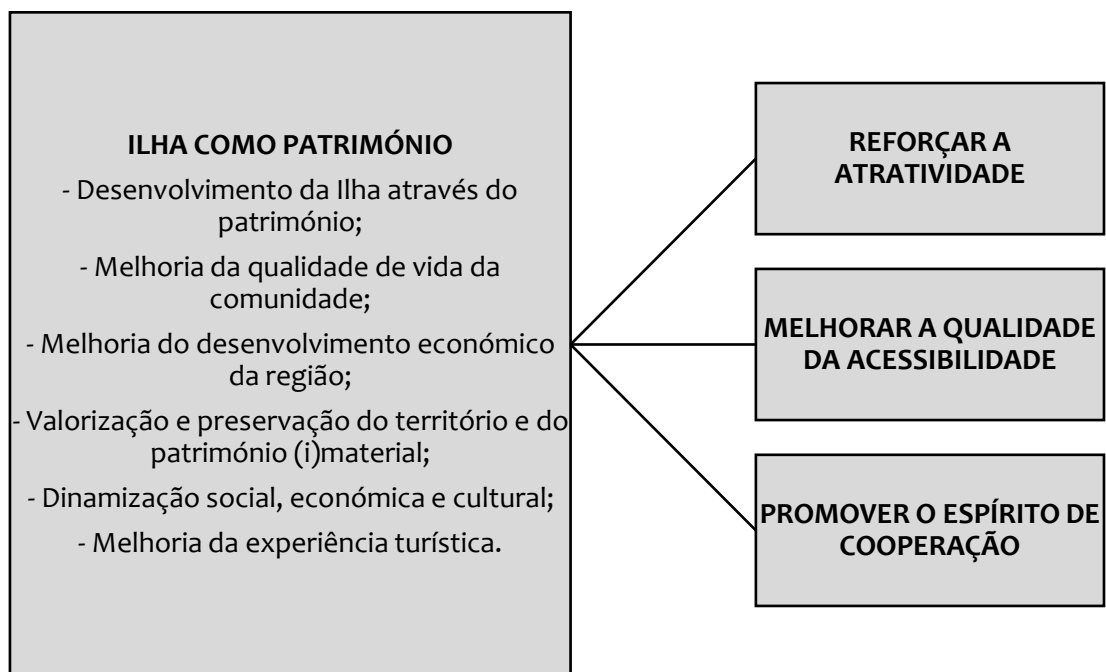 ILHA COMO PATRIMÓNIO
- Desenvolvimento da Ilha através do
património;
- Melhoria da qualidade de vida da
comunidade;
- Melhoria do desenvolvimento económico
da região;
- Valorização e preservação do território e do
património (i)material;
- Dinamização social, económica e cultural;
- Melhoria da experiência turística.
REFORÇAR A
ATRATIVIDADE
MELHORAR A QUALIDADE
DA ACESSIBILIDADE
PROMOVER O ESPÍRITO DE
COOPERAÇÃO